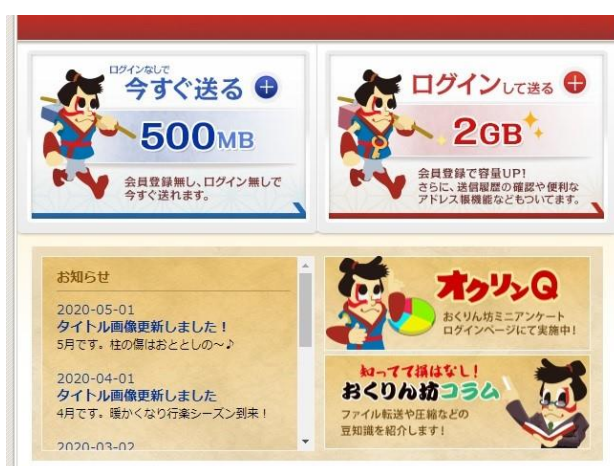 ログインなしで
今すぐ送る
500MB
会員登録無し、ログイン無しで
今すぐ送れます。
ログインして送る
2GB
会員登録で容量UP!
さらに、送信履歴の確認や便利な
アドレス帳機能などもついてます。
お知らせ
2020-05-01
タイトル画像更新しました!
5月です。柱の傷はおととしの～♪
2020-04-01
タイトル画像更新しました
4月です。暖かくなり行楽シーズン到来!
2020-03-02
オクリンQ
おくりん坊ミニアンケート
ログインページにて実施中!
知ってて損はなし!
おくりん坊コラム
ファイル転送や圧縮などの
豆知識を紹介します!